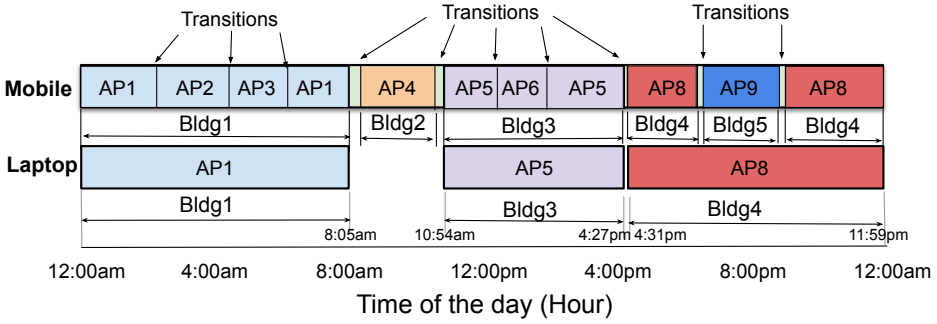 Transitions Transitions Transitions
Mobile AP1 AP2 AP3 AP1 AP4 AP5 AP6 AP5 AP8 AP9 AP8
Bldg1 Bldg2 Bldg3 Bldg4 Bldg5 Bldg4
Laptop AP1 AP5 AP8
Bldg1 Bldg3 Bldg4
8:05am 10:54am 4:27pm 4:31pm 11:59pm
12:00am 4:00am 8:00am 12:00pm 4:00pm 8:00pm 12:00am
Time of the day (Hour)